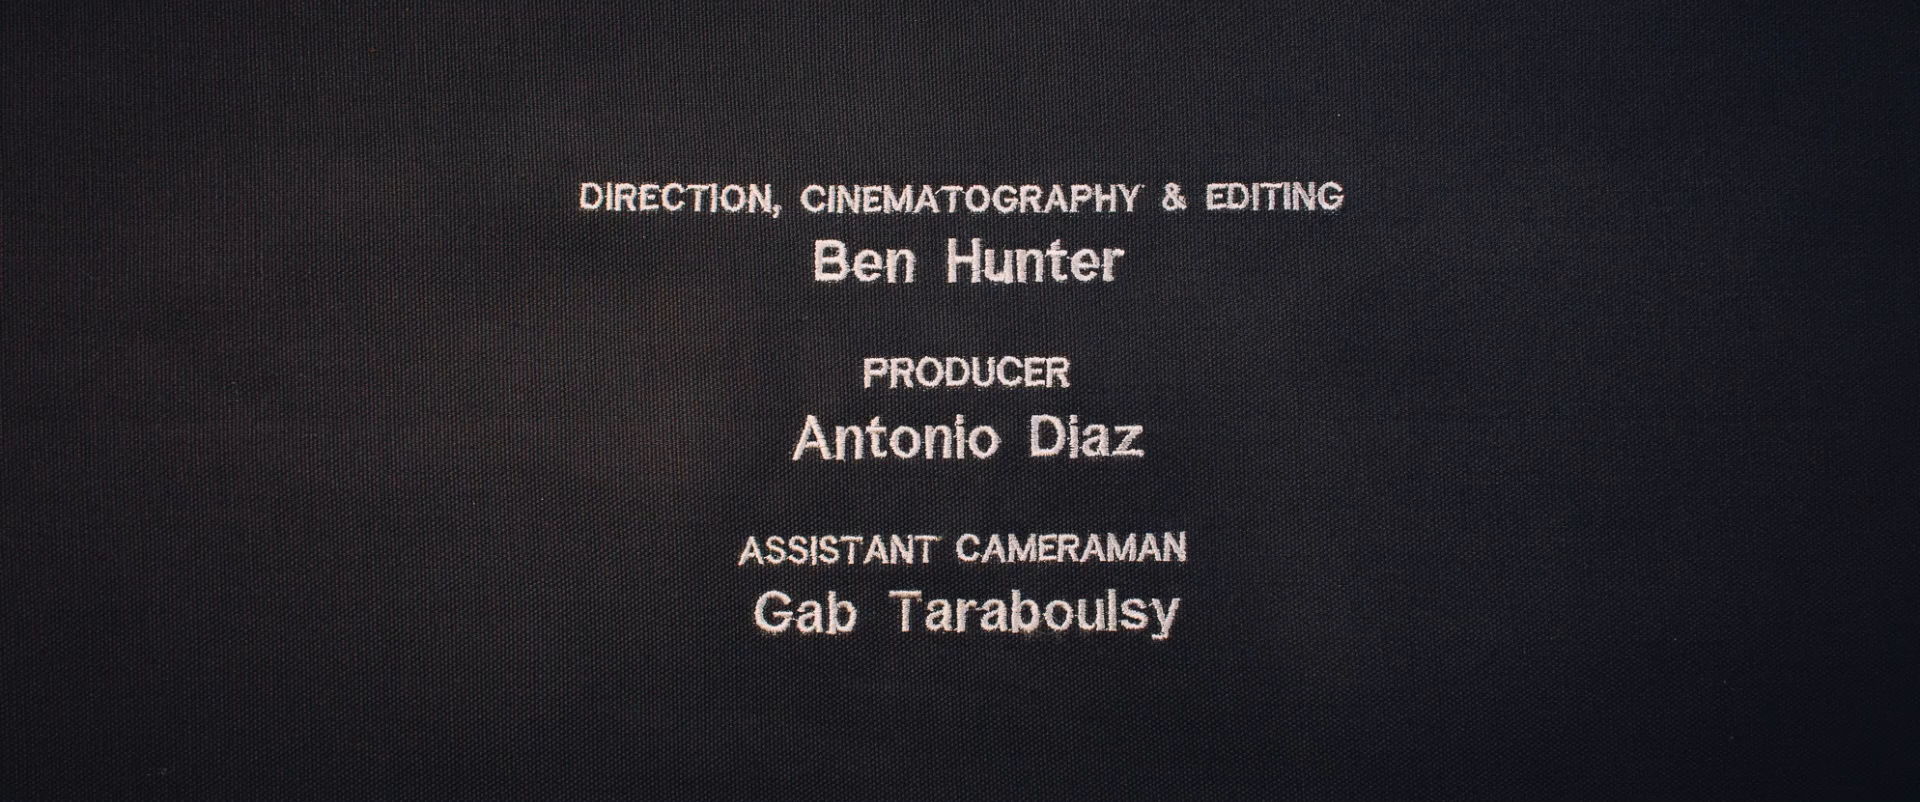 DIRECTION, CINEMATOGRAPHY & EDITING
Ben Hunter
PRODUCER
Antonio Diaz
ASSISTANT CAMERAMAN
Gab Taraboulsy